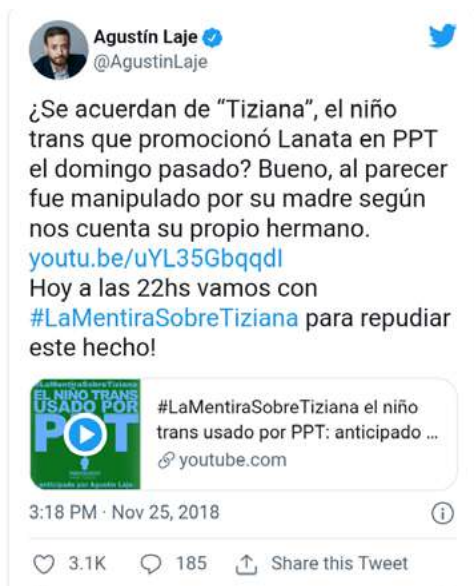 Agustín Laje
@AgustinLaje
¿Se acuerdan de “Tiziana”, el niño
trans que promocionó Lanata en PPT
el domingo pasado? Bueno, al parecer
fue manipulado por su madre según
nos cuenta su propio hermano.
youtu.be/uYL35GbqqdI
Hoy a las 22hs vamos con
#LaMentiraSobreTiziana para repudiar
este hecho!
#LaMentiraSobreTiziana
EL NIÑO TRANS
USADO POR
PPT
anticipado por Agustín Laje
#LaMentiraSobreTiziana el niño
trans usado por PPT: anticipado ...
youtube.com
3:18 PM · Nov 25, 2018
3.1K 185 Share this Tweet